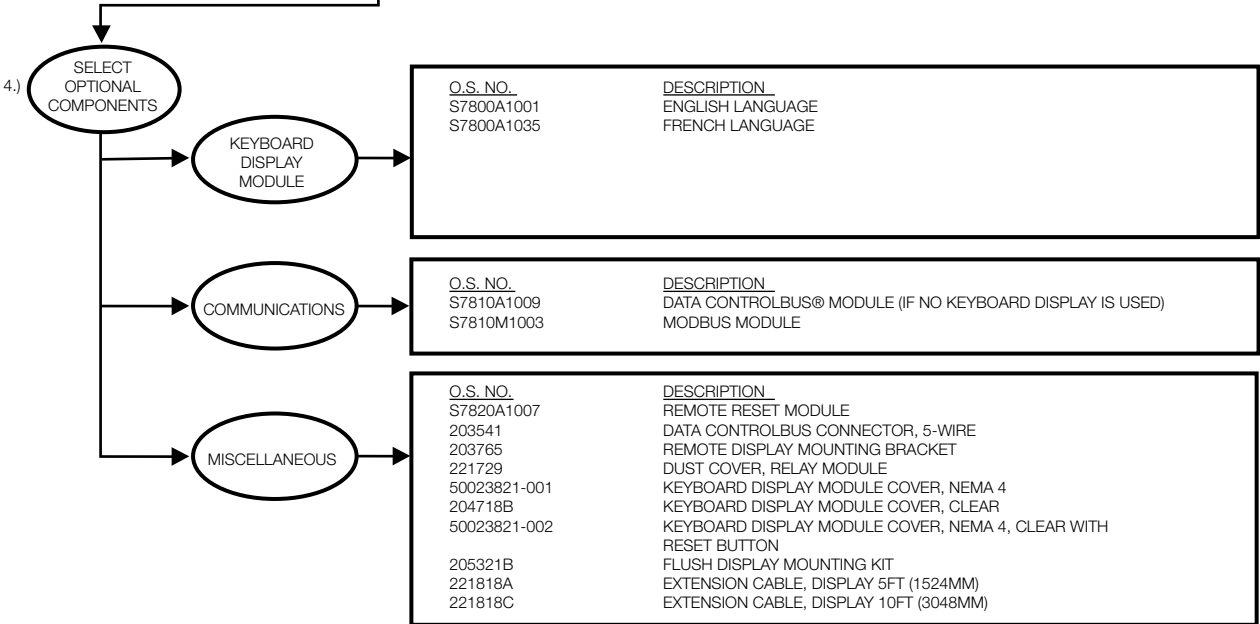 4.)
SELECT
OPTIONAL
COMPONENTS
KEYBOARD
DISPLAY
MODULE
O.S. NO. DESCRIPTION
S7800A1001 ENGLISH LANGUAGE
S7800A1035 FRENCH LANGUAGE
COMMUNICATIONS
O.S. NO. DESCRIPTION
S7810A1009 DATA CONTROLBUS® MODULE (IF NO KEYBOARD DISPLAY IS USED)
S7810M1003 MODBUS MODULE
MISCELLANEOUS
O.S. NO. DESCRIPTION
S7820A1007 REMOTE RESET MODULE
203541 DATA CONTROLBUS CONNECTOR, 5-WIRE
203765 REMOTE DISPLAY MOUNTING BRACKET
221729 DUST COVER, RELAY MODULE
50023821-001 KEYBOARD DISPLAY MODULE COVER, NEMA 4
204718B KEYBOARD DISPLAY MODULE COVER, CLEAR
50023821-002 KEYBOARD DISPLAY MODULE COVER, NEMA 4, CLEAR WITH
RESET BUTTON
205321B FLUSH DISPLAY MOUNTING KIT
221818A EXTENSION CABLE, DISPLAY 5FT (1524MM)
221818C EXTENSION CABLE, DISPLAY 10FT (3048MM)